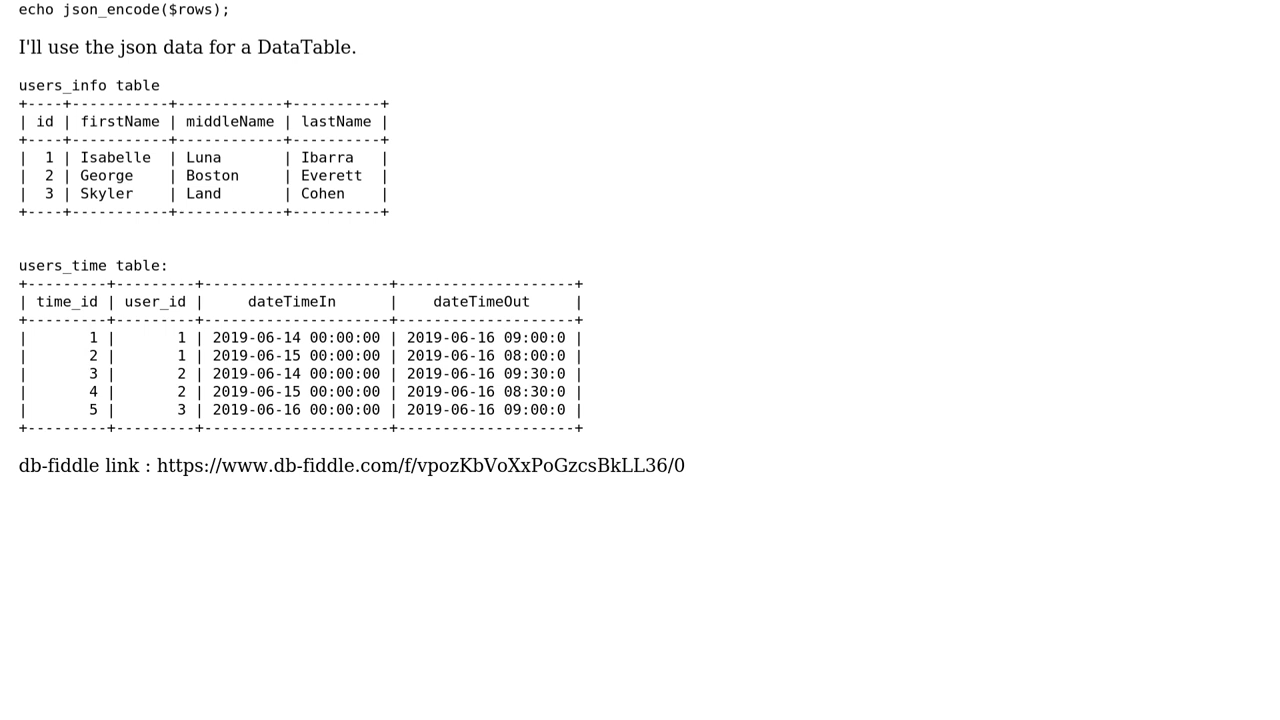 echo json_encode($rows);
I'll use the json data for a DataTable.
users_info table
+----+-----------+------------+----------+
| id | firstName | middleName | lastName |
+----+-----------+------------+----------+
|  1 | Isabelle  | Luna       | Ibarra   |
|  2 | George    | Boston     | Everett  |
|  3 | Skyler    | Land       | Cohen    |
+----+-----------+------------+----------+
users_time table:
+---------+---------+---------------------+--------------------+
| time_id | user_id |     dateTimeIn      |    dateTimeOut     |
+---------+---------+---------------------+--------------------+
|       1 |       1 | 2019-06-14 00:00:00 | 2019-06-16 09:00:0 |
|       2 |       1 | 2019-06-15 00:00:00 | 2019-06-16 08:00:0 |
|       3 |       2 | 2019-06-14 00:00:00 | 2019-06-16 09:30:0 |
|       4 |       2 | 2019-06-15 00:00:00 | 2019-06-16 08:30:0 |
|       5 |       3 | 2019-06-16 00:00:00 | 2019-06-16 09:00:0 |
+---------+---------+---------------------+--------------------+
db-fiddle link : https://www.db-fiddle.com/f/vpozKbVoXxPoGzcsBkLL36/0